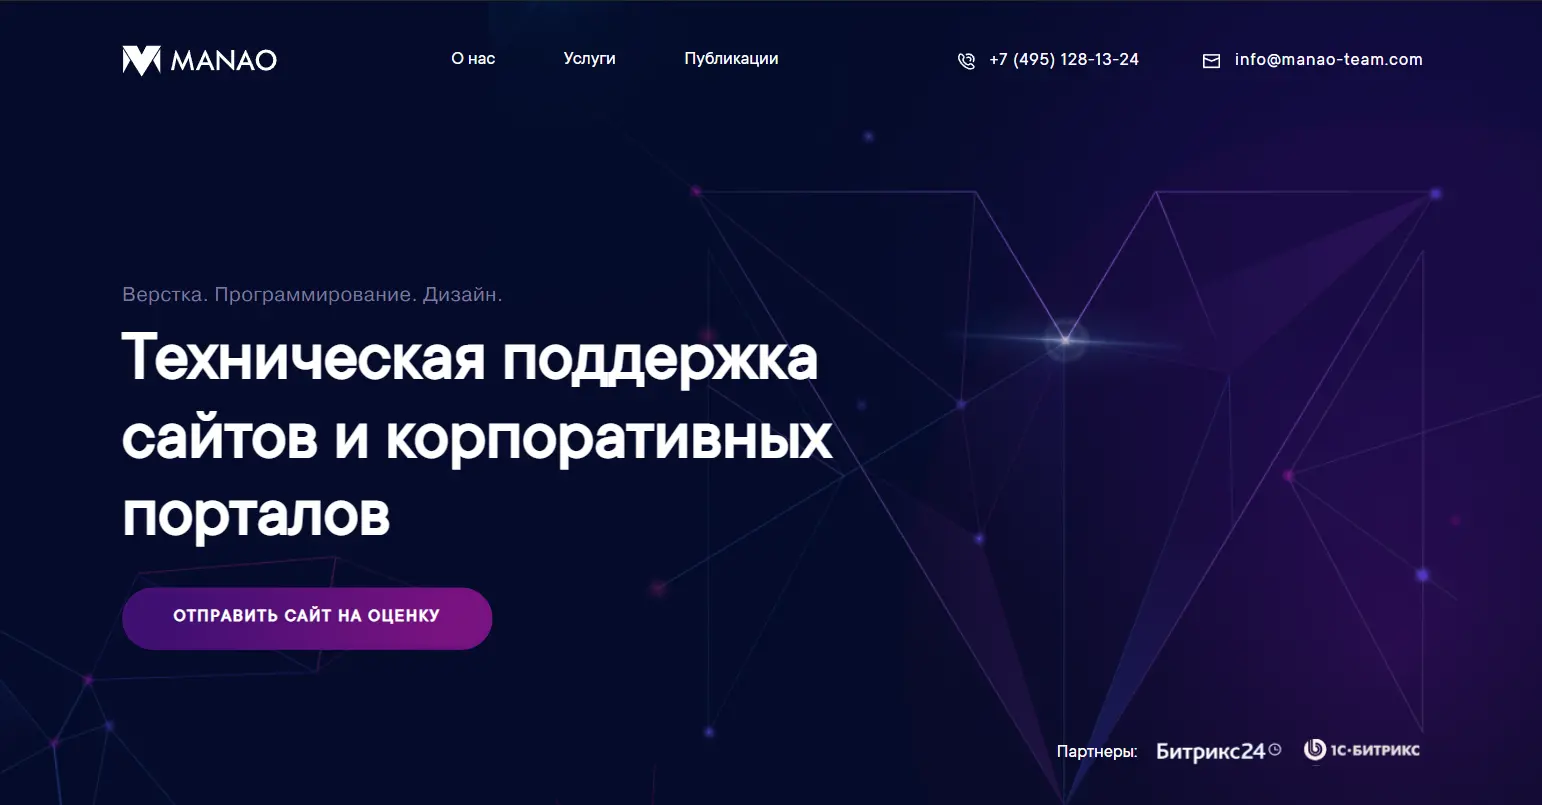 MANAO
О нас
Услуги
Публикации
+7 (495) 128-13-24
info@manao-team.com
Верстка. Программирование. Дизайн.
Техническая поддержка
сайтов и корпоративных
порталов
ОТПРАВИТЬ САЙТ НА ОЦЕНКУ
Партнеры:
Битрикс24
1С·БИТРИКС